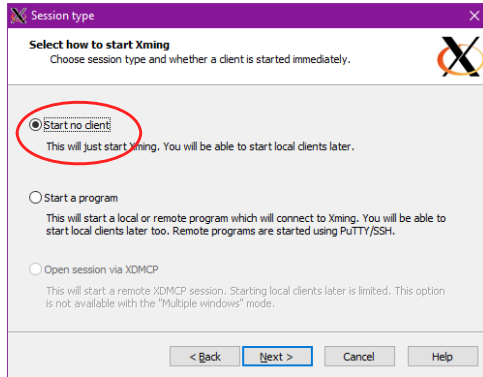 Session type
Select how to start Xming
Choose session type and whether a client is started immediately.
Start no client
This will just start Xming. You will be able to start local clients later.
Start a program
This will start a local or remote program which will connect to Xming. You will be able to
start local clients later too. Remote programs are started using PuTTY/SSH.
Open session via XDMCP
This will start a remote XDMCP session. Starting local clients later is limited. This option
is not available with the "Multiple windows" mode.
< Back
Next >
Cancel
Help